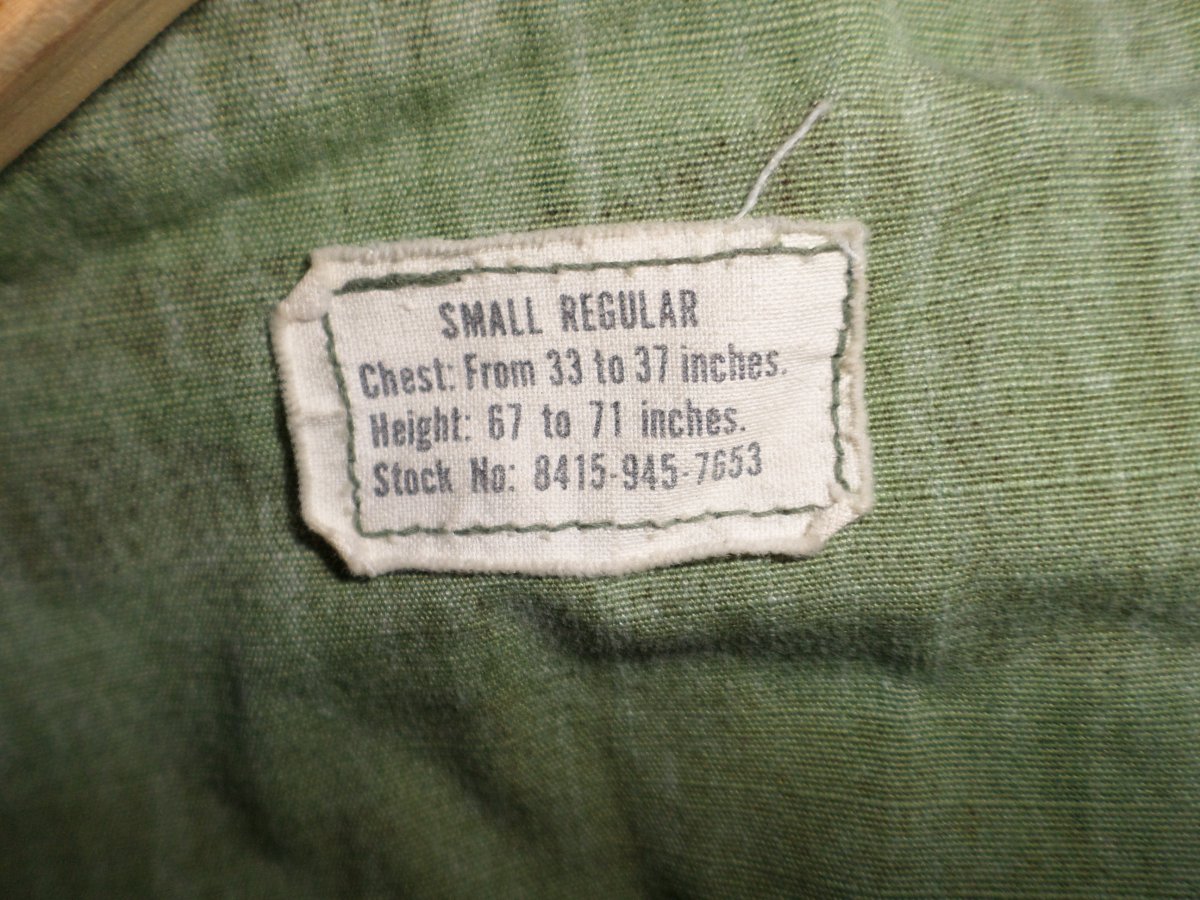 SMALL REGULAR
Chest: From 33 to 37 inches.
Height: 67 to 71 inches.
Stock No: 8415-945-7653